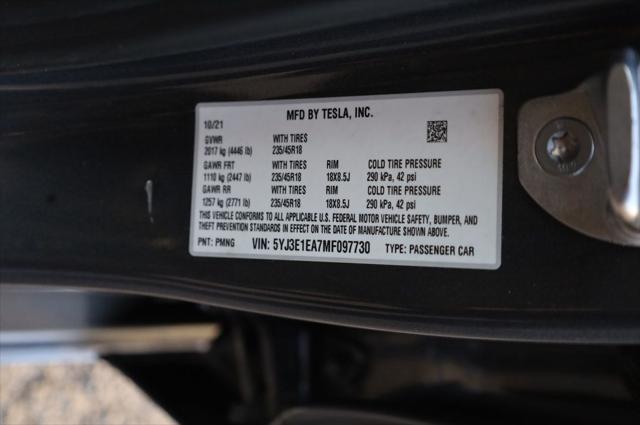 MFD BY TESLA, INC.
10/21
GVWR WITH TIRES
2017 kg (4446 lb) 235/45R18
GAWR FRT WITH TIRES RIM COLD TIRE PRESSURE
1110 kg (2447 lb) 235/45R18 18X8.5J 290 kPa, 42 psi
GAWR RR WITH TIRES RIM COLD TIRE PRESSURE
1257 kg (2771 lb) 235/45R18 18X8.5J 290 kPa, 42 psi
THIS VEHICLE CONFORMS TO ALL APPLICABLE U.S. FEDERAL MOTOR VEHICLE SAFETY, BUMPER, AND
THEFT PREVENTION STANDARDS IN EFFECT ON THE DATE OF MANUFACTURE SHOWN ABOVE.
PNT: PMNG VIN: 5YJ3E1EA7MF097730 TYPE: PASSENGER CAR